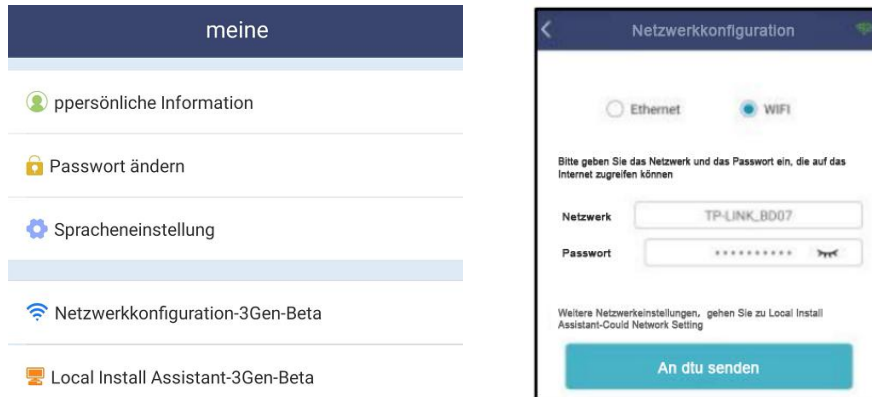 meine
ppersönliche Information
Passwort ändern
Spracheneinstellung
Netzwerkkonfiguration-3Gen-Beta
Local Install Assistant-3Gen-Beta
Netzwerkkonfiguration
Ethernet
WIFI
Bitte geben Sie das Netzwerk und das Passwort ein, die auf das
Internet zugreifen können
Netzwerk
TP-LINK_BD07
Passwort
**********
Weitere Netzwerkeinstellungen, gehen Sie zu Local Install
Assistant-Could Network Setting
An dtu senden